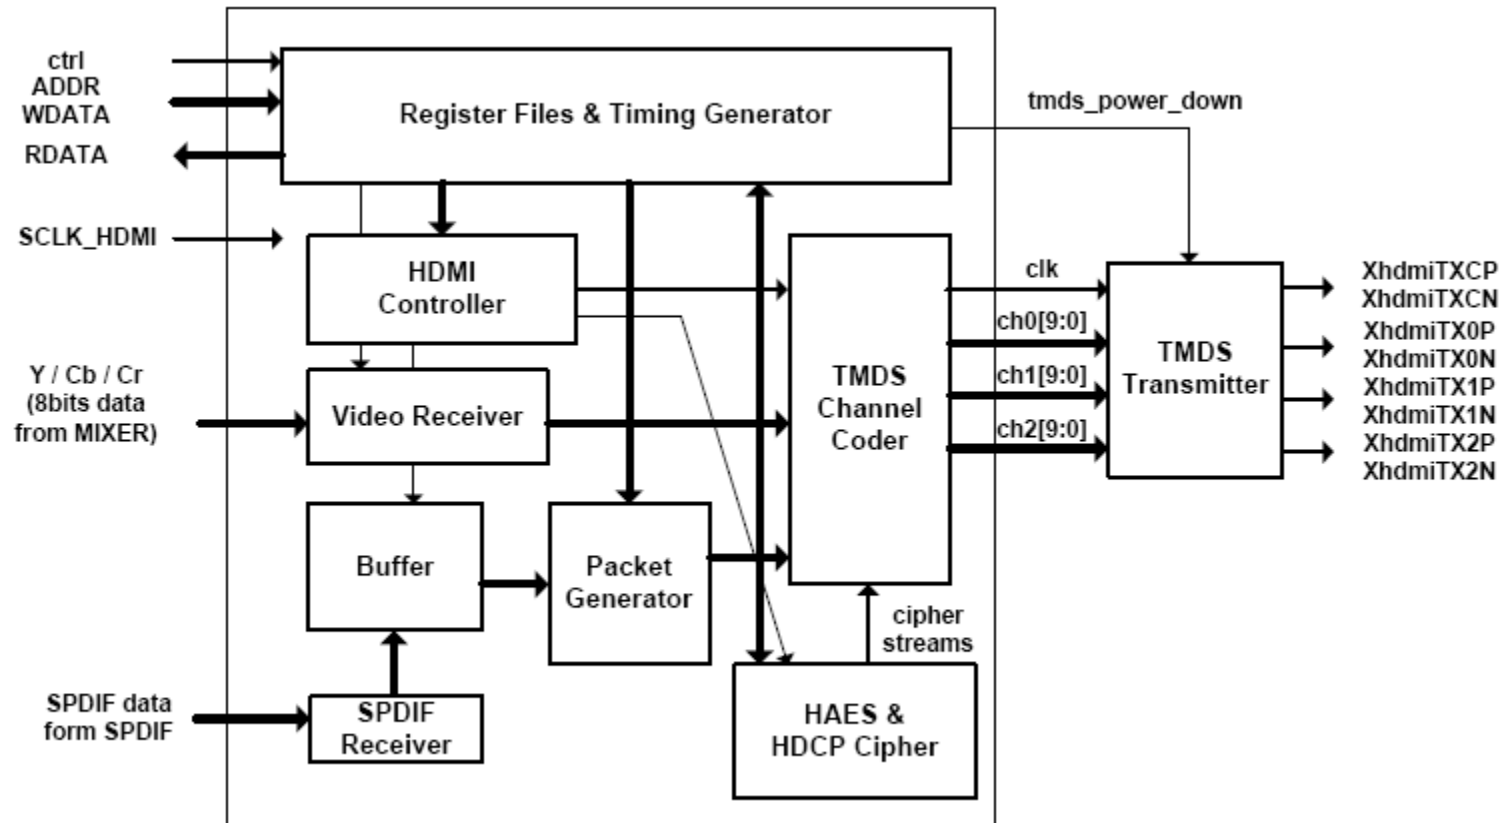 ctrl
ADDR
WDATA
RDATA
Register Files & Timing Generator
tmds_power_down
SCLK_HDMI
HDMI
Controller
Y / Cb / Cr
(8bits data
from MIXER)
Video Receiver
TMDS
Channel
Coder
clk
ch0[9:0]
ch1[9:0]
ch2[9:0]
TMDS
Transmitter
XhdmiTXCP
XhdmiTXCN
XhdmiTX0P
XhdmiTX0N
XhdmiTX1P
XhdmiTX1N
XhdmiTX2P
XhdmiTX2N
Buffer
Packet
Generator
cipher
streams
SPDIF data
form SPDIF
SPDIF
Receiver
HAES &
HDCP Cipher